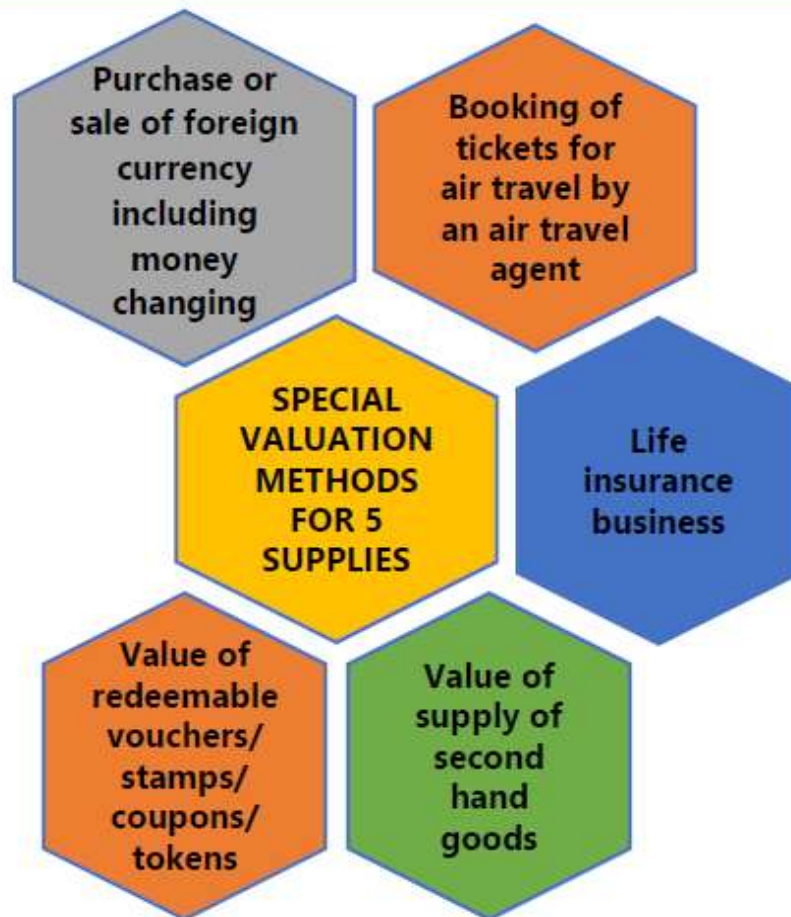 Purchase or
sale of foreign
currency
including
money
changing
Booking of
tickets for
air travel by
an air travel
agent
SPECIAL
VALUATION
METHODS
FOR 5
SUPPLIES
Life
insurance
business
Value of
redeemable
vouchers/
stamps/
coupons/
tokens
Value of
supply of
second
hand
goods